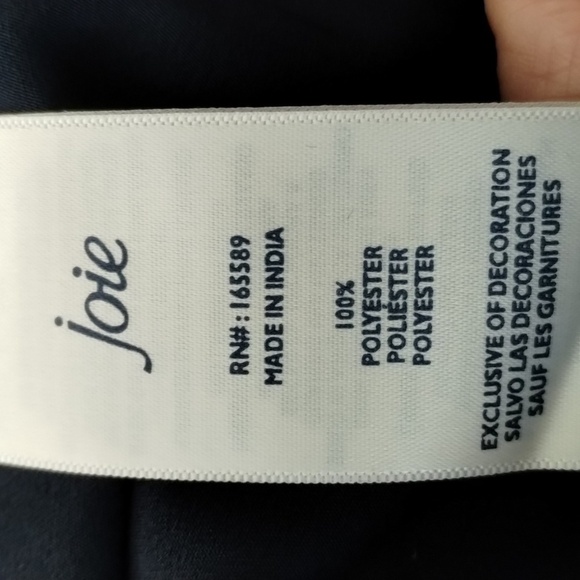 joie
RN#: 165589
MADE IN INDIA
100%
POLYESTER
POLIÉSTER
POLYESTER
EXCLUSIVE OF DECORATION
SALVO LAS DECORACIONES
SAUF LES GARNITURES